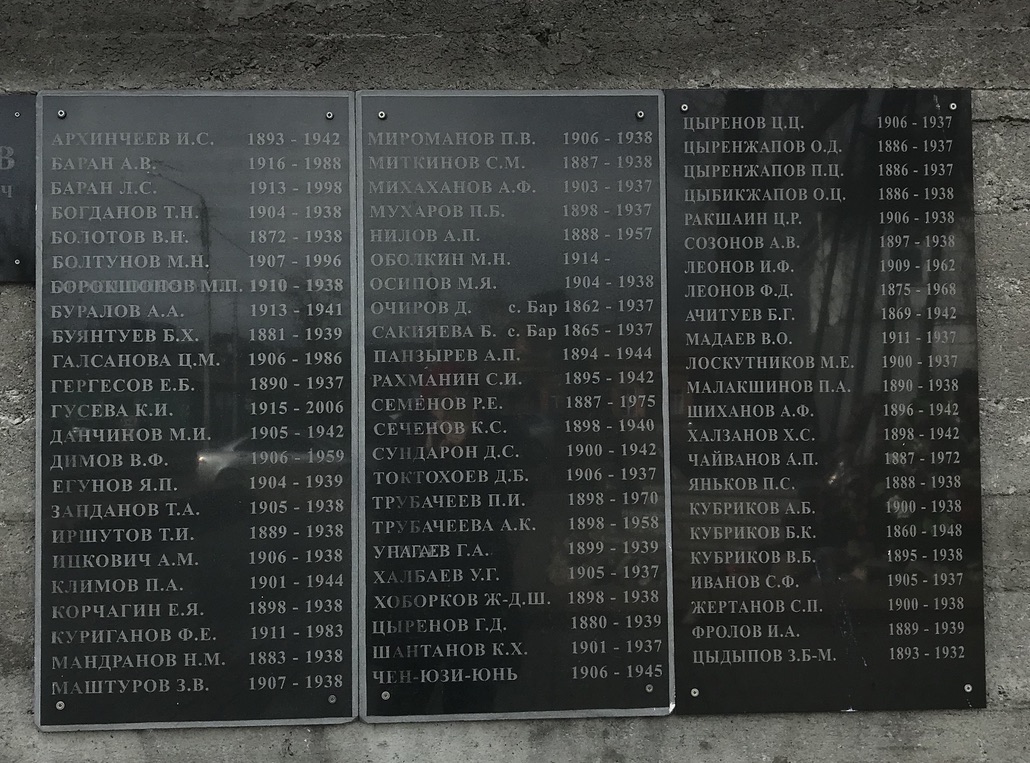 В
Ч
АРХИНЧЕЕВ И.С. 1893 - 1942
БАРАН А.В. 1916 - 1988
БАРАН Л.С. 1913 - 1998
БОГДАНОВ Т.Н. 1904 - 1938
БОЛОТОВ В.Н. 1872 - 1938
БОЛТУНОВ М.Н. 1907 - 1996
БОРОКШОНОВ М.П. 1910 - 1938
БУРАЛОВ А.А. 1913 - 1941
БУЯНТУЕВ Б.Х. 1881 - 1939
ГАЛСАНОВА Ц.М. 1906 - 1986
ГЕРГЕСОВ Е.Б. 1890 - 1937
ГУСЕВА К.И. 1915 - 2006
ДАНЧИНОВ М.И. 1905 - 1942
ДИМОВ В.Ф. 1906 - 1959
ЕГУНОВ Я.П. 1904 - 1939
ЗАНДАНОВ Т.А. 1905 - 1938
ИРШУТОВ Т.И. 1889 - 1938
ИЦКОВИЧ А.М. 1906 - 1938
КЛИМОВ П.А. 1901 - 1944
КОРЧАГИН Е.Я. 1898 - 1938
КУРИГАНОВ Ф.Е. 1911 - 1983
МАНДРАНОВ Н.М. 1883 - 1938
МАШТУРОВ З.В. 1907 - 1938
МИРОМАНОВ П.В. 1906 - 1938
МИТКИНОВ С.М. 1887 - 1938
МИХАХАНОВ А.Ф. 1903 - 1937
МУХАРОВ П.Б. 1898 - 1937
НИЛОВ А.П. 1888 - 1957
ОБОЛКИН М.Н. 1914 -
ОСИПОВ М.Я. 1904 - 1938
ОЧИРОВ Д. с. Бар 1862 - 1937
САКИЯЕВА Б. с. Бар 1865 - 1937
ПАНЗЫРЕВ А.П. 1894 - 1944
РАХМАНИН С.И. 1895 - 1942
СЕМЁНОВ Р.Е. 1887 - 1975
СЕЧЕНОВ К.С. 1898 - 1940
СУНДАРОН Д.С. 1900 - 1942
ТОКТОХОЕВ Д.Б. 1906 - 1937
ТРУБАЧЕЕВ П.И. 1898 - 1970
ТРУБАЧЕЕВА А.К. 1898 - 1958
УНАГАЕВ Г.А. 1899 - 1939
ХАЛБАЕВ У.Г. 1905 - 1937
ХОБОРКОВ Ж-Д.Ш. 1898 - 1938
ЦЫРЕНОВ Г.Д. 1880 - 1939
ШАНТАНОВ К.Х. 1901 - 1937
ЧЕН-ЮЗИ-ЮНЬ 1906 - 1945
ЦЫРЕНОВ Ц.Ц. 1906 - 1937
ЦЫРЕНЖАПОВ О.Д. 1886 - 1937
ЦЫРЕНЖАПОВ П.Ц. 1886 - 1937
ЦЫБИКЖАПОВ О.Ц. 1886 - 1938
РАКШАИН Ц.Р. 1906 - 1938
СОЗОНОВ А.В. 1897 - 1938
ЛЕОНОВ И.Ф. 1909 - 1962
ЛЕОНОВ Ф.Д. 1875 - 1968
АЧИТУЕВ Б.Г. 1869 - 1942
МАДАЕВ В.О. 1911 - 1937
ЛОСКУТНИКОВ М.Е. 1900 - 1937
МАЛАКШИНОВ П.А. 1890 - 1938
ШИХАНОВ А.Ф. 1896 - 1942
ХАЛЗАНОВ Х.С. 1898 - 1942
ЧАЙВАНОВ А.П. 1887 - 1972
ЯНЬКОВ П.С. 1888 - 1938
КУБРИКОВ А.Б. 1900 - 1938
КУБРИКОВ Б.К. 1860 - 1948
КУБРИКОВ В.Б. 1895 - 1938
ИВАНОВ С.Ф. 1905 - 1937
ЖЕРТАНОВ С.П. 1900 - 1938
ФРОЛОВ И.А. 1889 - 1939
ЦЫДЫПОВ З.Б-М. 1893 - 1932